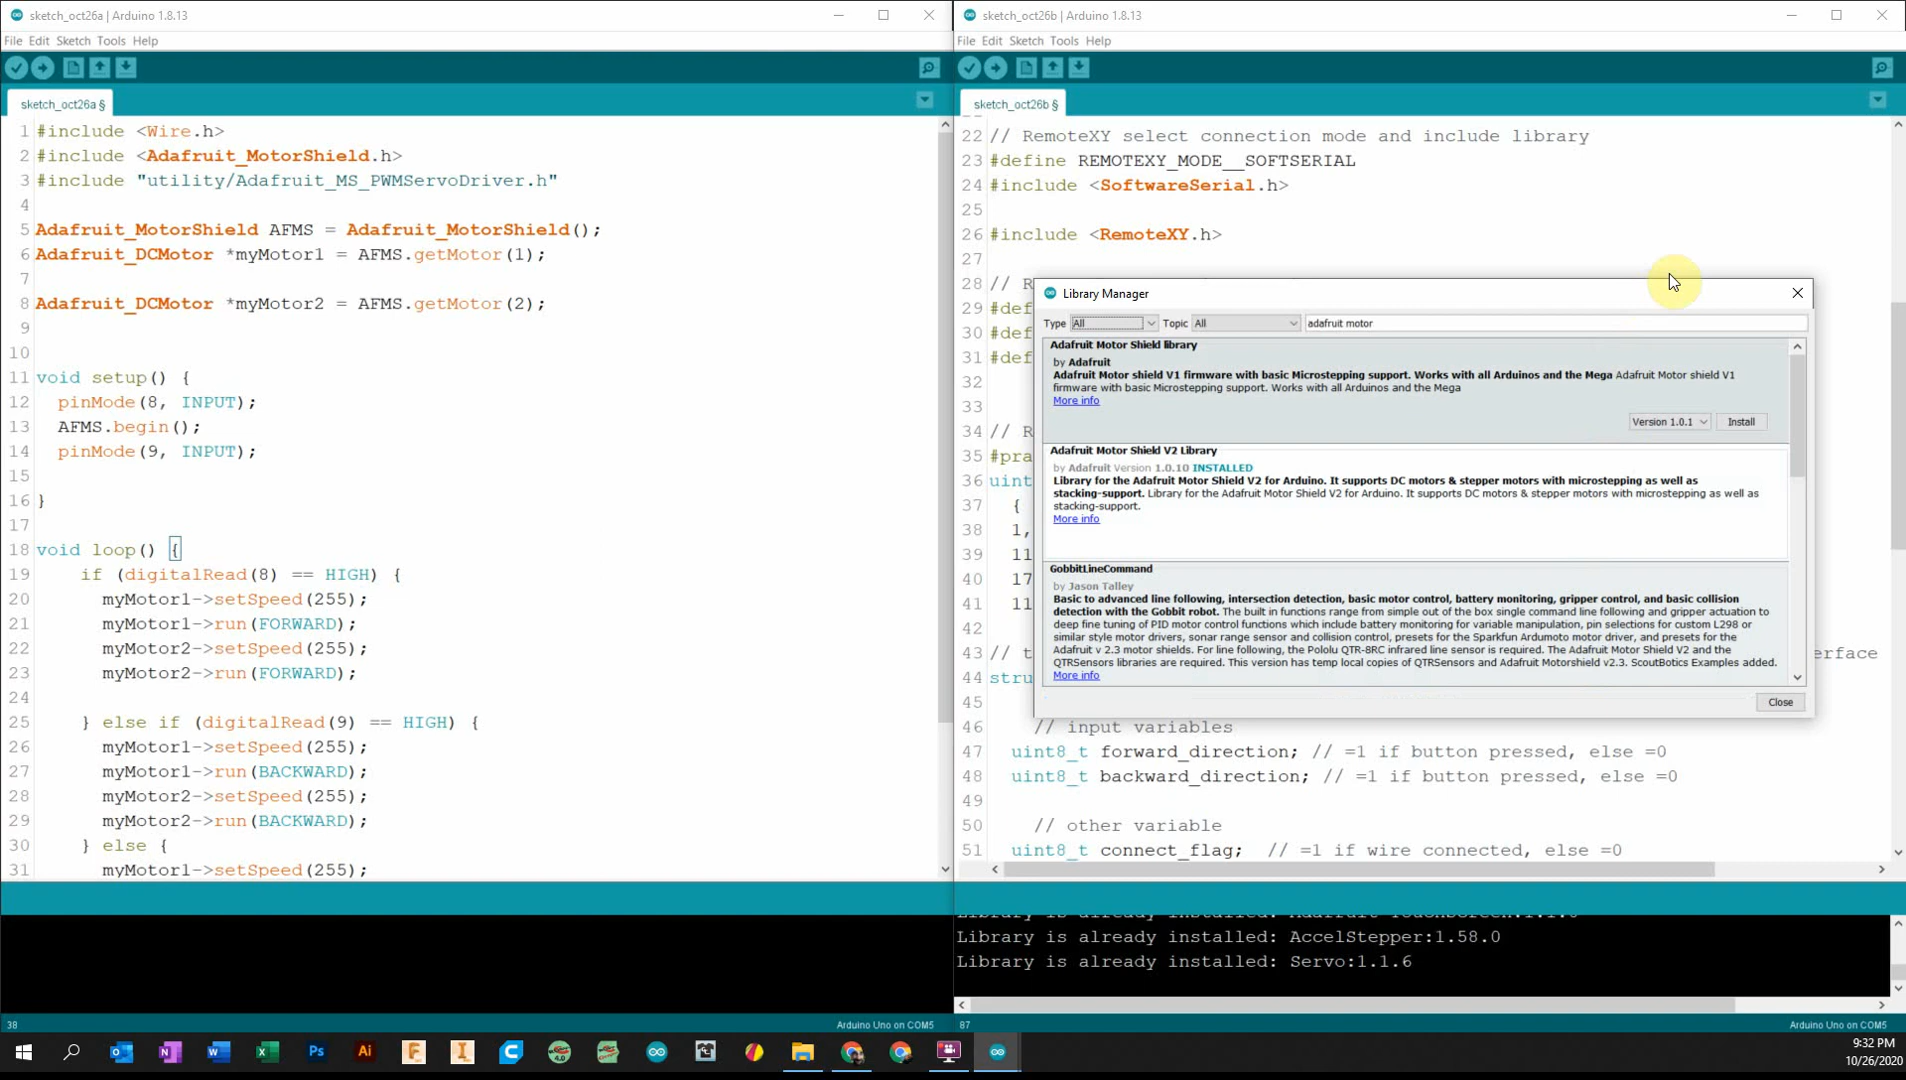 sketch_oct26a | Arduino 1.8.13
File Edit Sketch Tools Help
sketch_oct26a §
1 #include <Wire.h>
2 #include <Adafruit_MotorShield.h>
3 #include "utility/Adafruit_MS_PWMServoDriver.h"
4
5 Adafruit_MotorShield AFMS = Adafruit_MotorShield();
6 Adafruit_DCMotor *myMotor1 = AFMS.getMotor(1);
7
8 Adafruit_DCMotor *myMotor2 = AFMS.getMotor(2);
9
10
11 void setup() {
12 pinMode(8, INPUT);
13 AFMS.begin();
14 pinMode(9, INPUT);
15
16 }
17
18 void loop() {
19 if (digitalRead(8) == HIGH) {
20 myMotor1->setSpeed(255);
21 myMotor1->run(FORWARD);
22 myMotor2->setSpeed(255);
23 myMotor2->run(FORWARD);
24
25 } else if (digitalRead(9) == HIGH) {
26 myMotor1->setSpeed(255);
27 myMotor1->run(BACKWARD);
28 myMotor2->setSpeed(255);
29 myMotor2->run(BACKWARD);
30 } else {
31 myMotor1->setSpeed(255);
38
Arduino Uno on COM5
sketch_oct26b | Arduino 1.8.13
File Edit Sketch Tools Help
sketch_oct26b §
22 // RemoteXY select connection mode and include library
23 #define REMOTEXY_MODE__SOFTSERIAL
24 #include <SoftwareSerial.h>
25
26 #include <RemoteXY.h>
27
28 // R
29 #def
30 #def
31 #def
32
33
34 // R
35 #pra
36 uint
37 {
38 1,
39 11
40 17
41 11
42
43 // t erface
44 stru
45
46 // input variables
47 uint8_t forward_direction; // =1 if button pressed, else =0
48 uint8_t backward_direction; // =1 if button pressed, else =0
49
50 // other variable
51 uint8_t connect_flag; // =1 if wire connected, else =0
Library Manager
Type All Topic All adafruit motor
Adafruit Motor Shield library
by Adafruit
Adafruit Motor shield V1 firmware with basic Microstepping support. Works with all Arduinos and the Mega Adafruit Motor shield V1
firmware with basic Microstepping support. Works with all Arduinos and the Mega
More info
Version 1.0.1 Install
Adafruit Motor Shield V2 Library
by Adafruit Version 1.0.10 INSTALLED
Library for the Adafruit Motor Shield V2 for Arduino. It supports DC motors & stepper motors with microstepping as well as
stacking-support. Library for the Adafruit Motor Shield V2 for Arduino. It supports DC motors & stepper motors with microstepping as well as
stacking-support.
More info
GobbitLineCommand
by Jason Talley
Basic to advanced line following, intersection detection, basic motor control, battery monitoring, gripper control, and basic collision
detection with the Gobbit robot. The built in functions range from simple out of the box single command line following and gripper actuation to
deep fine tuning of PID motor control functions which include battery monitoring for variable manipulation, pin selections for custom L298 or
similar style motor drivers, sonar range sensor and collision control, presets for the Sparkfun Ardumoto motor driver, and presets for the
Adafruit v 2.3 motor shields. For line following, the Pololu QTR-8RC infrared line sensor is required. The Adafruit Motor Shield V2 and the
QTRSensors libraries are required. This version has temp local copies of QTRSensors and Adafruit Motorshield v2.3. ScoutBotics Examples added.
More info
Close
Library is already installed: AccelStepper:1.58.0
Library is already installed: Servo:1.1.6
87
Arduino Uno on COM5
9:32 PM
10/26/2020